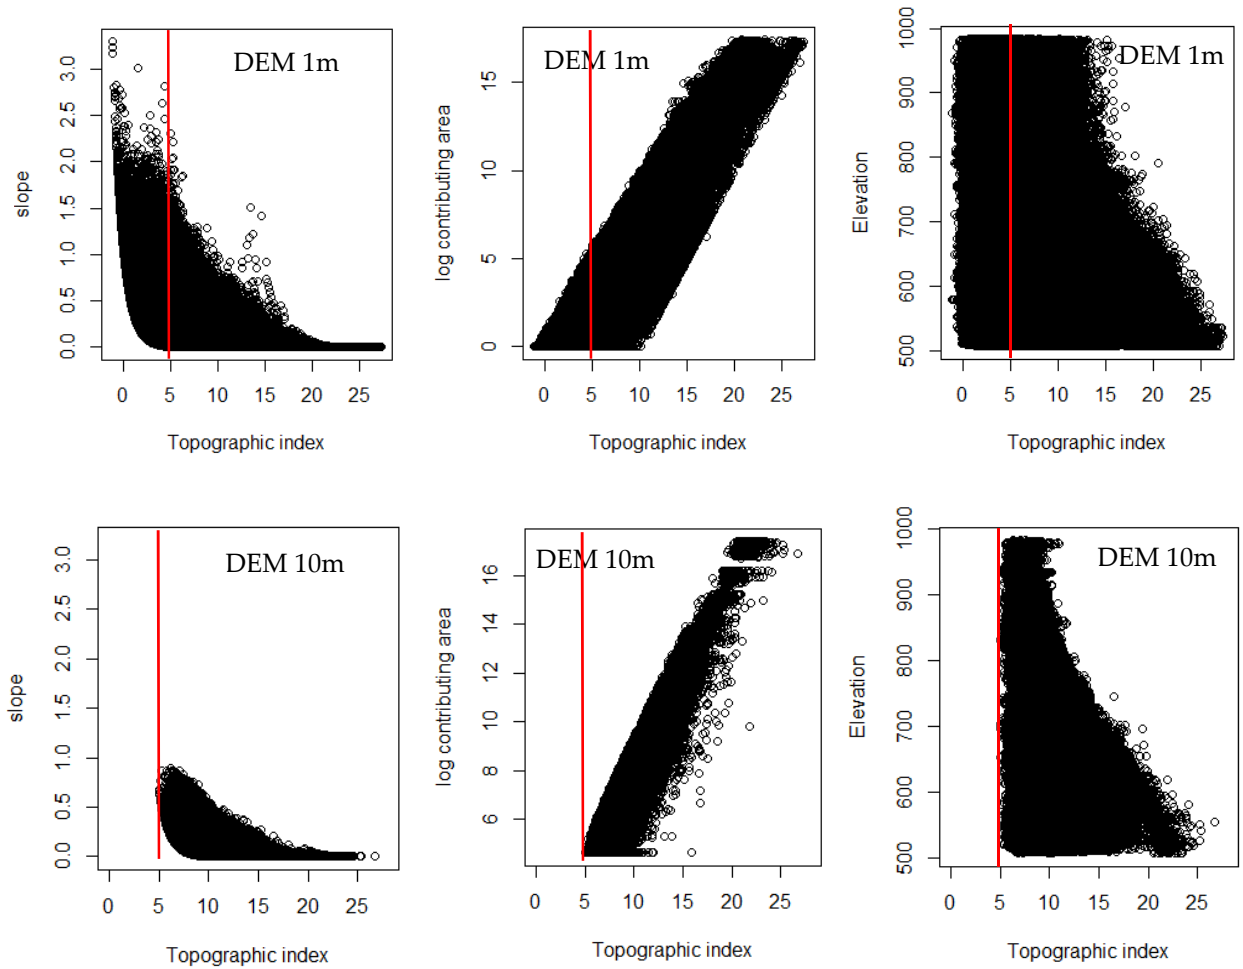 DEM 1m
slope
0.0 0.5 1.0 1.5 2.0 2.5 3.0
0 5 10 15 20 25
Topographic index
DEM 1m
log contributing area
0 5 10 15
0 5 10 15 20 25
Topographic index
DEM 1m
Elevation
500 600 700 800 900 1000
0 5 10 15 20 25
Topographic index
DEM 10m
slope
0.0 0.5 1.0 1.5 2.0 2.5 3.0
0 5 10 15 20 25
Topographic index
DEM 10m
log contributing area
6 8 10 12 14 16
0 5 10 15 20 25
Topographic index
DEM 10m
Elevation
500 600 700 800 900 1000
0 5 10 15 20 25
Topographic index